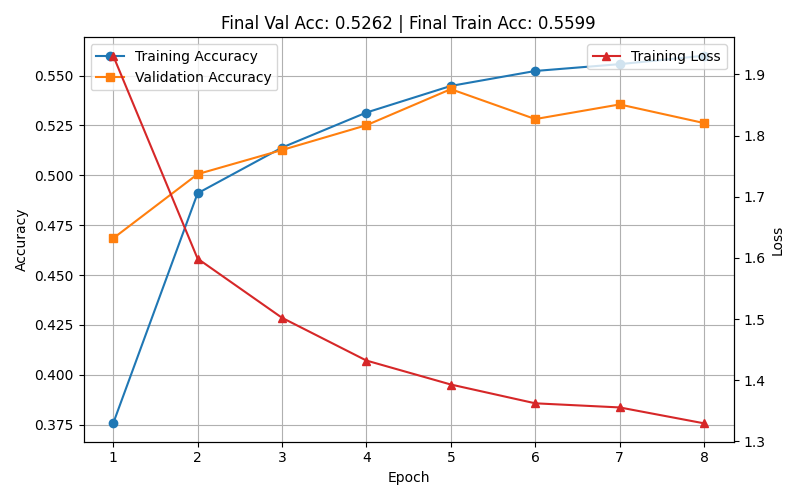 Final Val Acc: 0.5262 | Final Train Acc: 0.5599
Training Accuracy
Validation Accuracy
Training Loss
0.550
0.525
0.500
0.475
0.450
0.425
0.400
0.375
Accuracy
1.9
1.8
1.7
1.6
1.5
1.4
1.3
Loss
1 2 3 4 5 6 7 8
Epoch